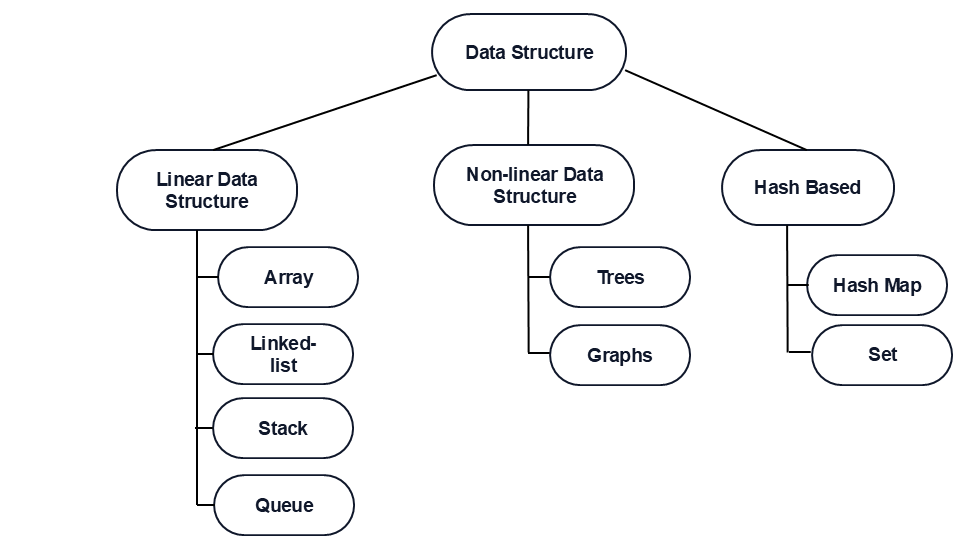 Data Structure
Linear Data
Structure
Non-linear Data
Structure
Hash Based
Array
Linked-
list
Stack
Queue
Trees
Graphs
Hash Map
Set